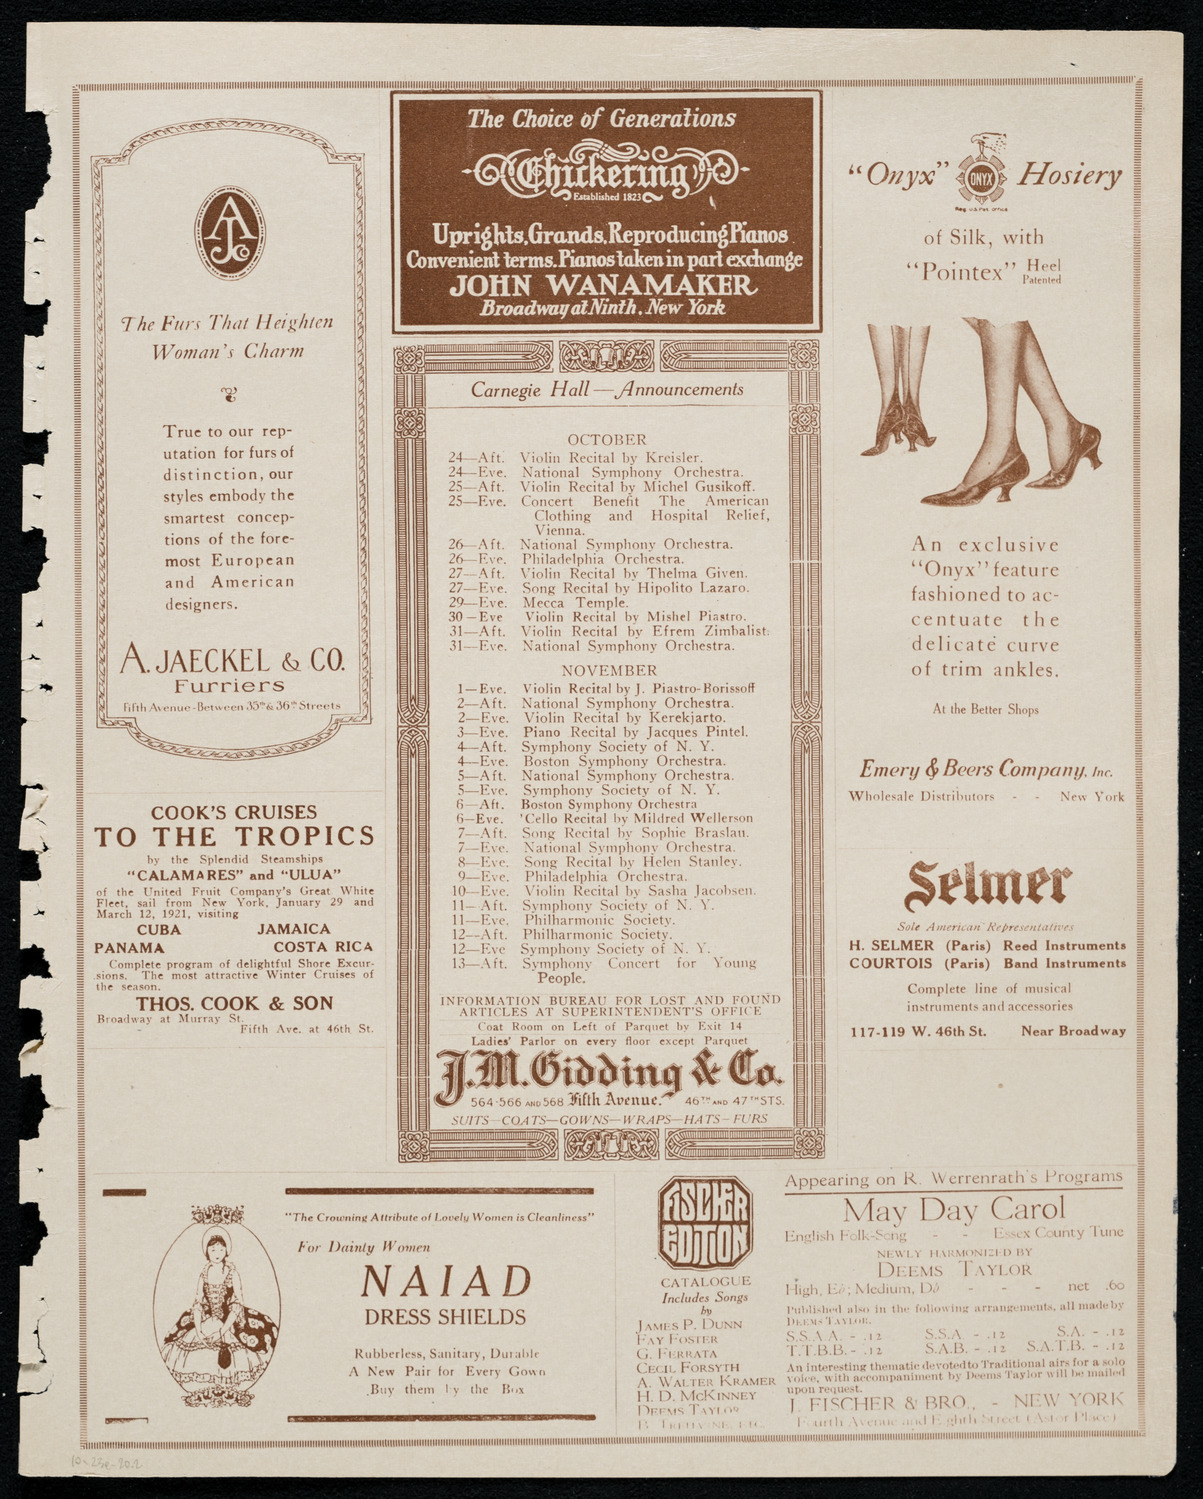 AJCo
The Furs That Heighten
Woman's Charm
True to our rep-
utation for furs of
distinction, our
styles embody the
smartest concep-
tions of the fore-
most European
and American
designers.
A. JAECKEL & CO.
Furriers
Fifth Avenue-Between 35th & 36th Streets
COOK'S CRUISES
TO THE TROPICS
by the Splendid Steamships
"CALAMARES" and "ULUA"
of the United Fruit Company's Great White
Fleet, sail from New York, January 29 and
March 12, 1921, visiting
CUBA JAMAICA
PANAMA COSTA RICA
Complete program of delightful Shore Excur-
sions. The most attractive Winter Cruises of
the season.
THOS. COOK & SON
Broadway at Murray St.
Fifth Ave. at 46th St.
The Choice of Generations
Chickering
Established 1823
Uprights, Grands, Reproducing Pianos
Convenient terms. Pianos taken in part exchange
JOHN WANAMAKER
Broadway at Ninth, New York
Carnegie Hall — Announcements
OCTOBER
24—Aft. Violin Recital by Kreisler.
24—Eve. National Symphony Orchestra.
25—Aft. Violin Recital by Michel Gusikoff.
25—Eve. Concert Benefit The American
Clothing and Hospital Relief,
Vienna.
26—Aft. National Symphony Orchestra.
26—Eve. Philadelphia Orchestra.
27—Aft. Violin Recital by Thelma Given.
27—Eve. Song Recital by Hipolito Lazaro.
29—Eve. Mecca Temple.
30—Eve Violin Recital by Mishel Piastro.
31—Aft. Violin Recital by Efrem Zimbalist.
31—Eve. National Symphony Orchestra.
NOVEMBER
1—Eve. Violin Recital by J. Piastro-Borissoff
2—Aft. National Symphony Orchestra.
2—Eve. Violin Recital by Kerekjarto.
3—Eve. Piano Recital by Jacques Pintel.
4—Aft. Symphony Society of N. Y.
4—Eve. Boston Symphony Orchestra.
5—Aft. National Symphony Orchestra.
5—Eve. Symphony Society of N. Y.
6—Aft. Boston Symphony Orchestra
6—Eve. 'Cello Recital by Mildred Wellerson
7—Aft. Song Recital by Sophie Braslau.
7—Eve. National Symphony Orchestra.
8—Eve. Song Recital by Helen Stanley.
9—Eve. Philadelphia Orchestra.
10—Eve. Violin Recital by Sasha Jacobsen.
11—Aft. Symphony Society of N. Y.
11—Eve. Philharmonic Society.
12—Aft. Philharmonic Society.
12—Eve Symphony Society of N. Y.
13—Aft. Symphony Concert for Young
People.
INFORMATION BUREAU FOR LOST AND FOUND
ARTICLES AT SUPERINTENDENT'S OFFICE
Coat Room on Left of Parquet by Exit 14
Ladies' Parlor on every floor except Parquet
J. M. Gidding & Co.
564-566 AND 568 Fifth Avenue. 46TH AND 47TH STS.
SUITS—COATS—GOWNS—WRAPS—HATS—FURS
"Onyx" ONYX Hosiery
Reg. U.S. Pat. Office
of Silk, with
"Pointex" Heel
Patented
An exclusive
"Onyx" feature
fashioned to ac-
centuate the
delicate curve
of trim ankles.
At the Better Shops
Emery & Beers Company, Inc.
Wholesale Distributors - - New York
Selmer
Sole American Representatives
H. SELMER (Paris) Reed Instruments
COURTOIS (Paris) Band Instruments
Complete line of musical
instruments and accessories
117-119 W. 46th St. Near Broadway
"The Crowning Attribute of Lovely Women is Cleanliness"
For Dainty Women
NAIAD
DRESS SHIELDS
Rubberless, Sanitary, Durable
A New Pair for Every Gown
Buy them by the Box
FISCHER
EDITION
CATALOGUE
Includes Songs
by
JAMES P. DUNN
FAY FOSTER
G. FERRATA
CECIL FORSYTH
A. WALTER KRAMER
H. D. McKINNEY
DEEMS TAYLOR
Appearing on R. Werrenrath's Programs
May Day Carol
English Folk-Song - - Essex County Tune
NEWLY HARMONIZED BY
DEEMS TAYLOR
High, E♭; Medium, D♭ - - - net .60
Published also in the following arrangements, all made by
DEEMS TAYLOR.
S.S.A.A. - .12 S.S.A - .12 S.A. - .12
T.T.B.B. - .12 S.A.B. - .12 S.A.T.B. - .12
An interesting thematic devoted to Traditional airs for a solo
voice, with accompaniment by Deems Taylor will be mailed
upon request.
J. FISCHER & BRO., - NEW YORK
Fourth Avenue and Eighth Street (Astor Place)